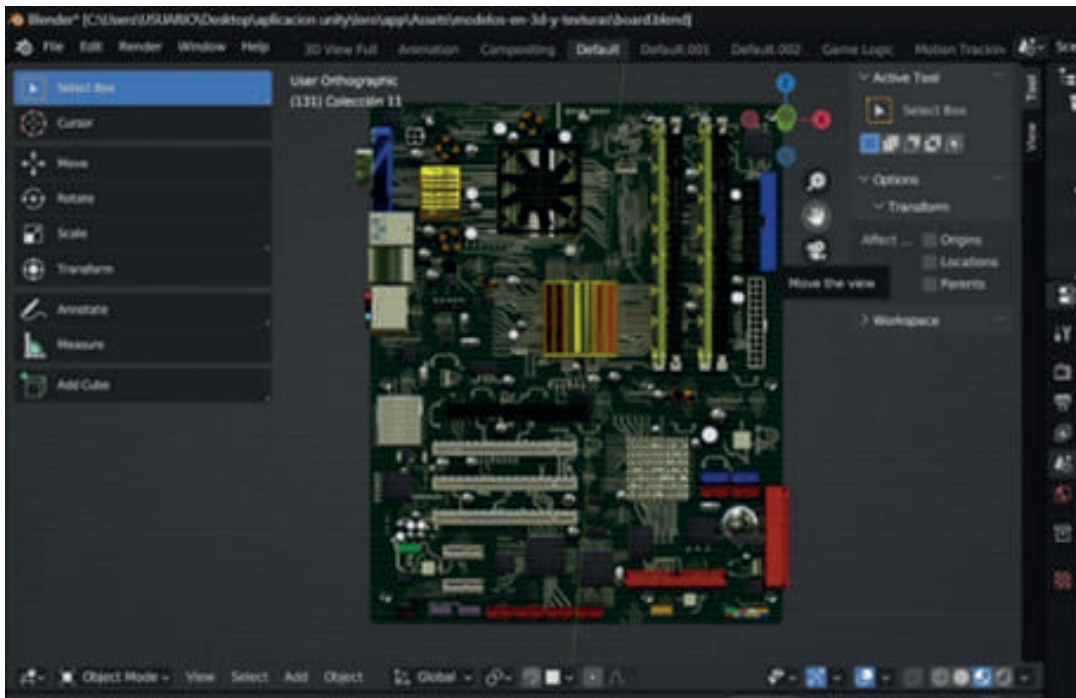 Blender* [C:\Users\USUARIO\Desktop\aplicacion unity\loro\app\Assets\modelos-en-3d-y-texturas\board.blend]
File Edit Render Window Help 3D View Full Animation Compositing Default Default.001 Default.002 Game Logic Motion Trackin Sce
Select Box
Cursor
Move
Rotate
Scale
Transform
Annotate
Measure
Add Cube
User Orthographic
(131) Colección 11
Move the view
Active Tool
Select Box
Options
Transform
Affect ... Origins
Locations
Parents
Workspace
Tool
View
Object Mode View Select Add Object Global